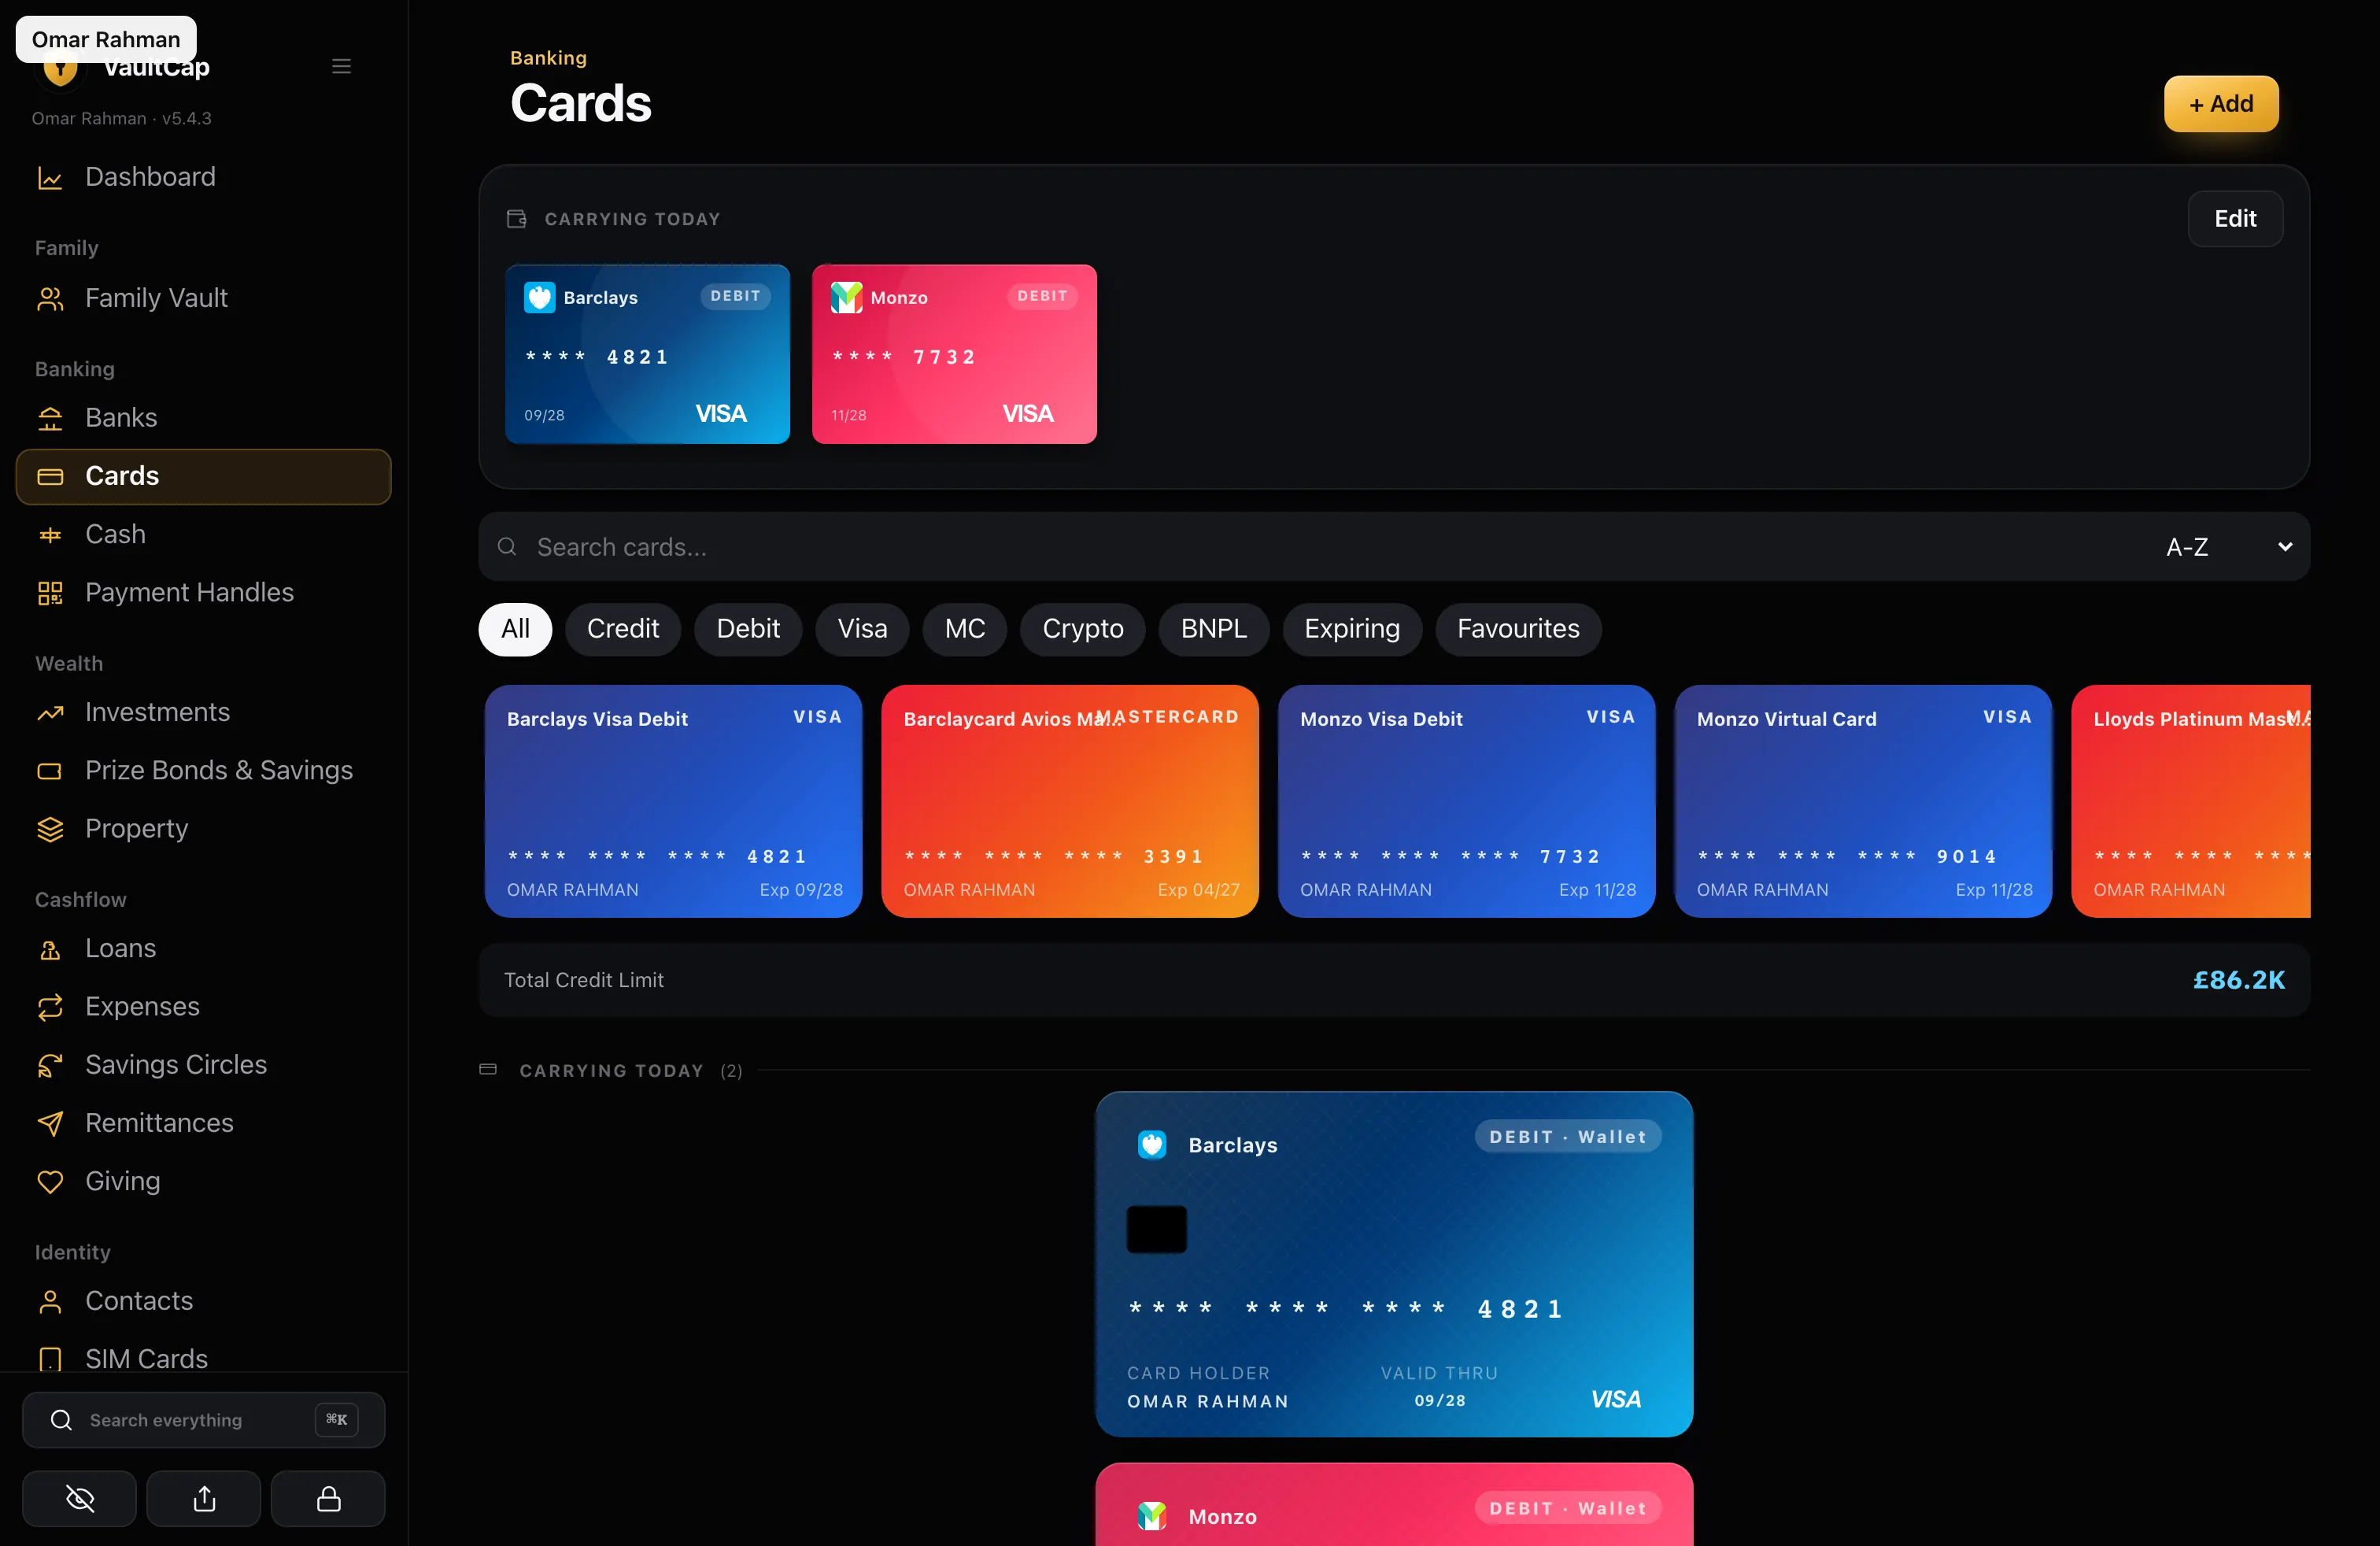 Omar Rahman
VaultCap
Omar Rahman · v5.4.3
Dashboard
Family
Family Vault
Banking
Banks
Cards
Cash
Payment Handles
Wealth
Investments
Prize Bonds & Savings
Property
Cashflow
Loans
Expenses
Savings Circles
Remittances
Giving
Identity
Contacts
SIM Cards
Search everything ⌘K
Banking
Cards
+ Add
CARRYING TODAY
Edit
Barclays DEBIT
**** 4821
09/28 VISA
Monzo DEBIT
**** 7732
11/28 VISA
Search cards...
A-Z
All Credit Debit Visa MC Crypto BNPL Expiring Favourites
Barclays Visa Debit VISA
**** **** **** 4821
OMAR RAHMAN Exp 09/28
Barclaycard Avios Ma... MASTERCARD
**** **** **** 3391
OMAR RAHMAN Exp 04/27
Monzo Visa Debit VISA
**** **** **** 7732
OMAR RAHMAN Exp 11/28
Monzo Virtual Card VISA
**** **** **** 9014
OMAR RAHMAN Exp 11/28
Lloyds Platinum Mast...
**** **** ****
OMAR RAHMAN
Total Credit Limit £86.2K
CARRYING TODAY (2)
Barclays DEBIT · Wallet
**** **** **** 4821
CARD HOLDER VALID THRU
OMAR RAHMAN 09/28 VISA
Monzo DEBIT · Wallet